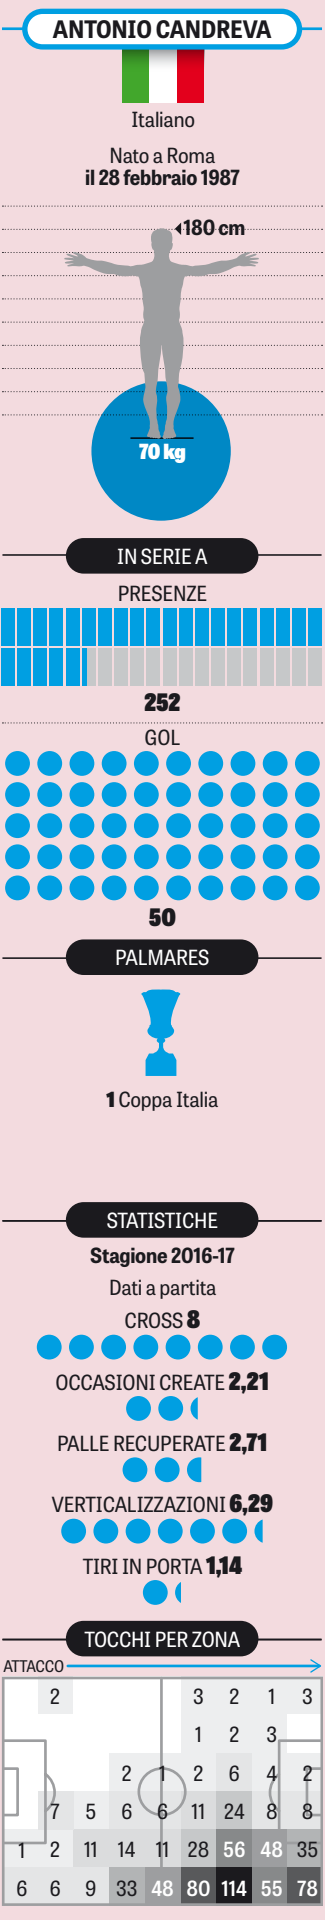 ANTONIO CANDREVA
Italiano
Nato a Roma
il 28 febbraio 1987
180 cm
70 kg
IN SERIE A
PRESENZE
252
GOL
50
PALMARES
1 Coppa Italia
STATISTICHE
Stagione 2016-17
Dati a partita
CROSS 8
OCCASIONI CREATE 2,21
PALLE RECUPERATE 2,71
VERTICALIZZAZIONI 6,29
TIRI IN PORTA 1,14
TOCCHI PER ZONA
ATTACCO
2 3 2 1 3
1 2 3
2 1 2 6 4 2
7 5 6 6 11 24 8 8
1 2 11 14 11 28 56 48 35
6 6 9 33 48 80 114 55 78